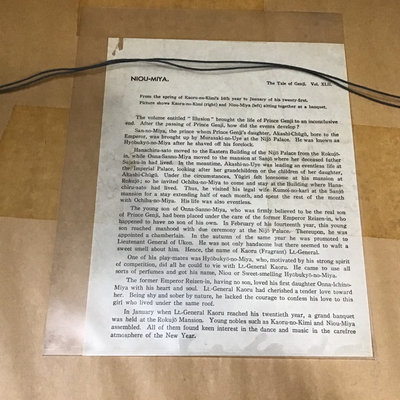 NIOU-MIYA.
The Tale of Genji. Vol. XLII.
From the spring of Kaoru-no-Kimi's 14th year to January of his twenty-first.
Picture shows Kaoru-no-Kimi (right) and Niou-Miya (left) sitting together at a banquet.
The volume entitled "Illusion" brought the life of Prince Genji to an inconclusive
end. After the passing of Prince Genji, how did the events develop?
San-no-Miya, the prince whom Prince Genji's daughter, Akashi-Chûgû, bore to the
Emperor, was brought up by Murasaki-no-Uye at the Nijô Palace. He was known as
Hyobukyô-no-Miya after he shaved off his forelock.
Hanachiru-sato moved to the Eastern Building of the Nijô Palace from the Rokujô-
in, while Onna-Sanno-Miya moved to the mansion at Sanjô where her deceased father
Sujaku-in had lived. In the meantime, Akashi-no-Uye was leading an eventless life at
the Imperial Palace, looking after her grandchildren or the children of her daughter,
Akashi-Chûgû. Under the circumstances, Yûgiri felt lonesome at his mansion at
Rokujô; so he invited Ochiba-no-Miya to come and stay at the Building where Hana-
chiru-sato had lived. Thus, he visited his legal wife Kumoi-no-kari at the Sanjô
mansion for a stay extending half of each month, and spent the rest of the month
with Ochiba-no-Miya. His life was also eventless.
The young son of Onna-Sanno-Miya, who was firmly believed to be the real son
of Prince Genji, had been placed under the care of the former Emperor Reizen-in, who
happened to have no son of his own. In February of his fourteenth year, this young
son reached manhood with due ceremony at the Nijô Palace. Thereupon, he was
appointed a chamberlain. In the autumn of the same year he was promoted to
Lieutenant General of Ukon. He was not only handsome but there seemed to waft a
sweet smell about him. Hence, the name of Kaoru (Fragrant) Lt.-General.
One of his play-mates was Hyôbukyô-no-Miya, who, motivated by his strong spirit
of competition, did all he could to vie with Lt.-General Kaoru. He came to use all
sorts of perfumes and got his name, Niou or Sweet-smelling Hyobukyô-no-Miya.
The former Emperor Reizen-in, having no son, loved his first daughter Onna-Ichino-
Miya with his heart and soul. Lt.-General Kaoru had cherished a tender love toward
her. Being shy and sober by nature, he lacked the courage to confess his love to this
girl who lived under the same roof.
In January when Lt.-General Kaoru reached his twentieth year, a grand banquet
was held at the Rokujô Mansion. Young nobles such as Kaoru-no-Kimi and Niou-Miya
assembled. All of them found keen interest in the dance and music in the carefree
atmosphere of the New Year.